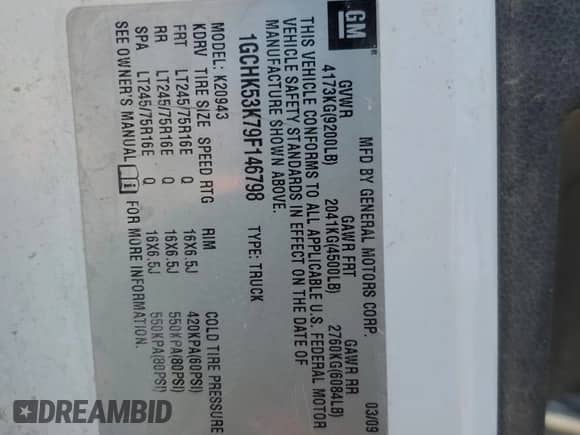 GM
MFD BY GENERAL MOTORS CORP. 03/09
GVWR GAWR FRT GAWR RR
4173KG(9200LB) 2041KG(4500LB) 2760KG(6084LB)
THIS VEHICLE CONFORMS TO ALL APPLICABLE U.S. FEDERAL MOTOR
VEHICLE SAFETY STANDARDS IN EFFECT ON THE DATE OF
MANUFACTURE SHOWN ABOVE.
1GCHK53K79F146798 TYPE: TRUCK
MODEL: K20943
KDRV TIRE SIZE SPEED RTG RIM COLD TIRE PRESSURE
FRT LT245/75R16E Q 16X6.5J 420KPA(60PSI)
RR LT245/75R16E Q 16X6.5J 550KPA(80PSI)
SPA LT245/75R16E Q 16X6.5J 550KPA(80PSI)
SEE OWNER'S MANUAL i FOR MORE INFORMATION.
DREAMBID